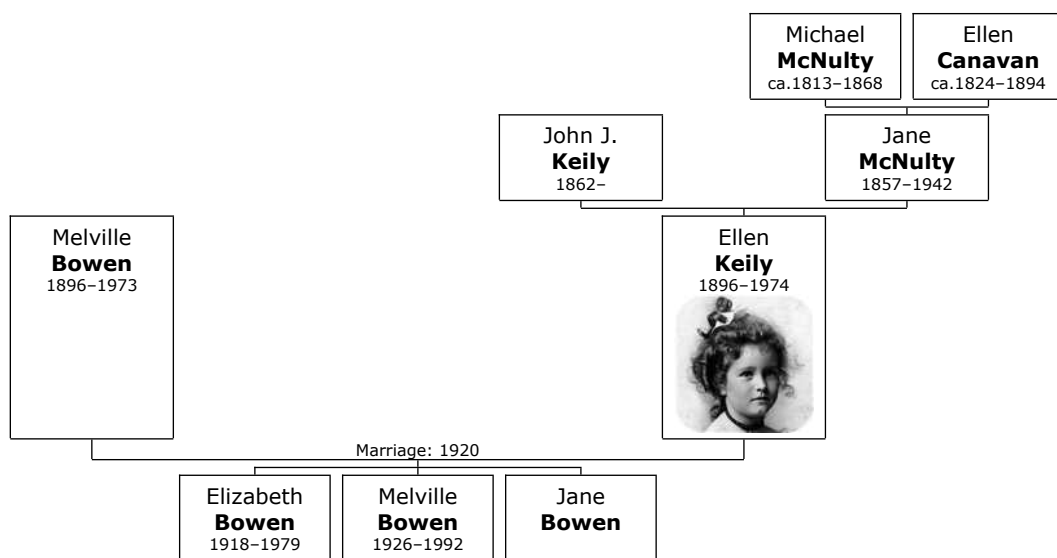 Michael
McNulty
ca.1813–1868
Ellen
Canavan
ca.1824–1894
John J.
Keily
1862–
Jane
McNulty
1857–1942
Melville
Bowen
1896–1973
Ellen
Keily
1896–1974
Marriage: 1920
Elizabeth
Bowen
1918–1979
Melville
Bowen
1926–1992
Jane
Bowen